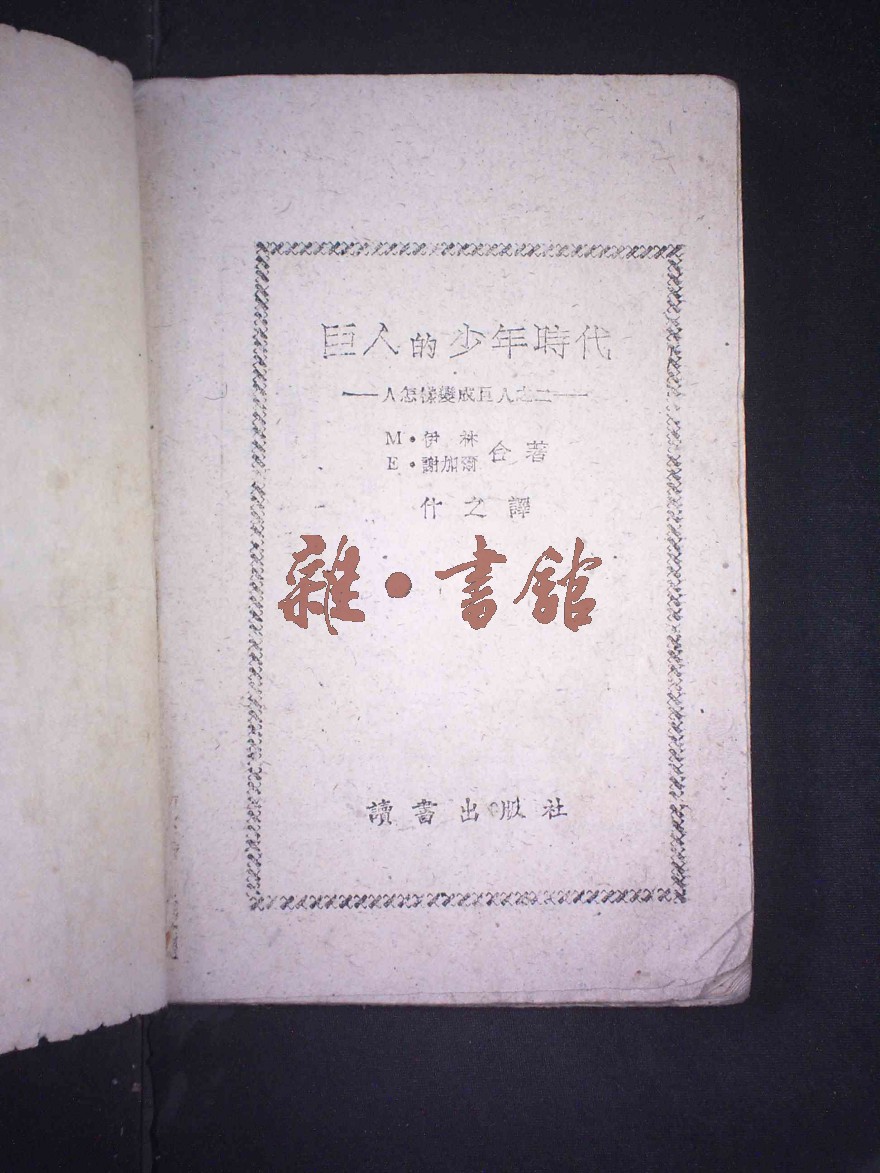 巨人的少年時代
——人怎樣變成巨人之二——
M·伊林
E·謝加爾
合著
什之譯
雜·書館
讀書出版社